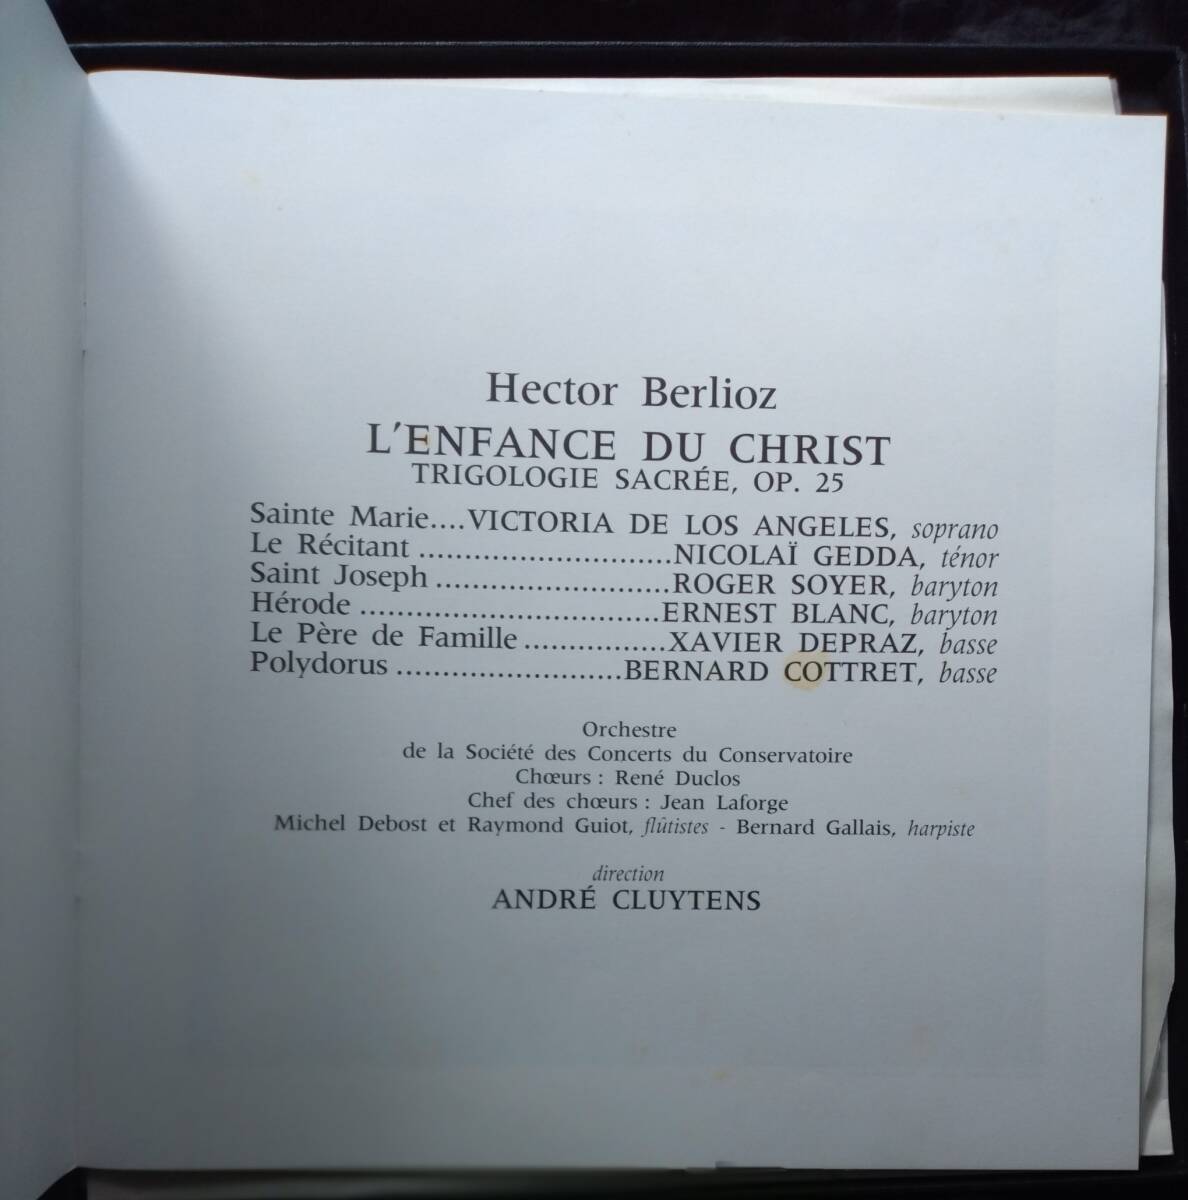 Hector Berlioz
L'ENFANCE DU CHRIST
TRIGOLOGIE SACRÉE, OP. 25
Sainte Marie....VICTORIA DE LOS ANGELES, soprano
Le Récitant ............................NICOLAÏ GEDDA, ténor
Saint Joseph ..........................ROGER SOYER, baryton
Hérode .................................ERNEST BLANC, baryton
Le Père de Famille ................XAVIER DEPRAZ, basse
Polydorus .........................BERNARD COTTRET, basse
Orchestre
de la Société des Concerts du Conservatoire
Chœurs : René Duclos
Chef des chœurs : Jean Laforge
Michel Debost et Raymond Guiot, flûtistes - Bernard Gallais, harpiste
direction
ANDRÉ CLUYTENS